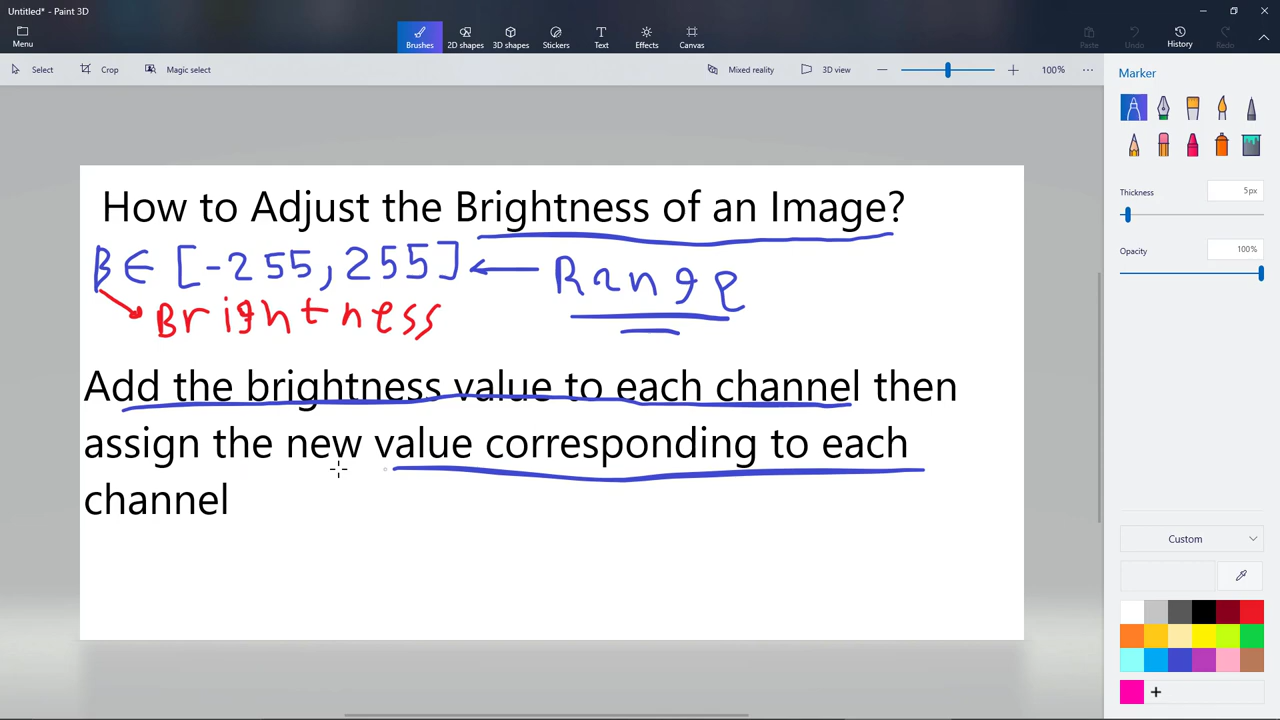 Untitled* - Paint 3D
Menu
Brushes
2D shapes
3D shapes
Stickers
Text
Effects
Canvas
Paste
Undo
History
Redo
Select
Crop
Magic select
Mixed reality
3D view
100%
Marker
Thickness
5px
Opacity
100%
Custom
How to Adjust the Brightness of an Image?
B ∈ [-255, 255] ← Range
Brightness
Add the brightness value to each channel then
assign the new value corresponding to each
channel